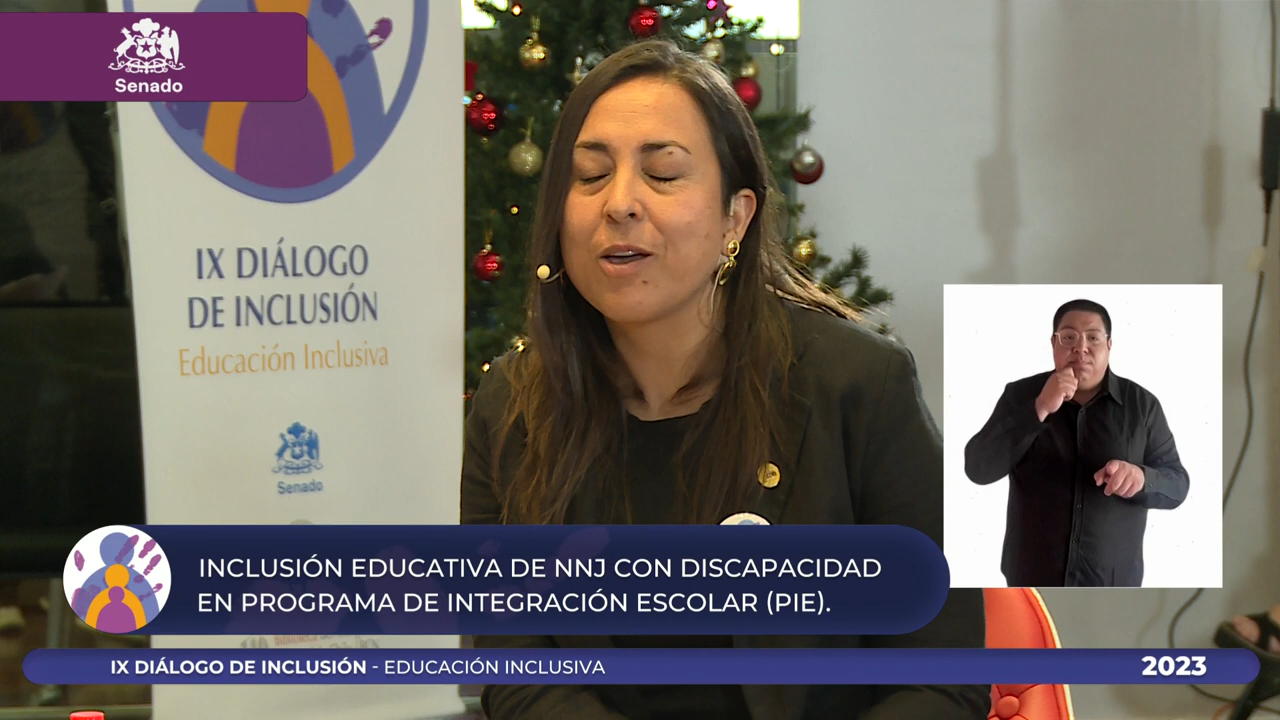 Senado
IX DIÁLOGO
DE INCLUSIÓN
Educación Inclusiva
Senado
INCLUSIÓN EDUCATIVA DE NNJ CON DISCAPACIDAD
EN PROGRAMA DE INTEGRACIÓN ESCOLAR (PIE).
IX DIÁLOGO DE INCLUSIÓN - EDUCACIÓN INCLUSIVA
2023